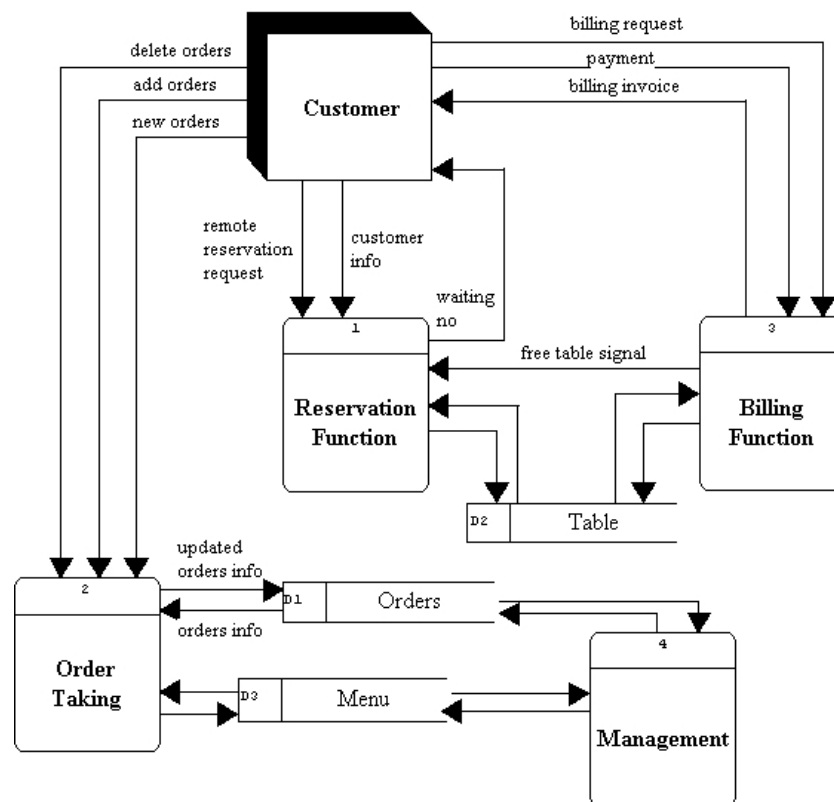 billing request
delete orders
payment
add orders
billing invoice
Customer
new orders
remote
reservation
request
customer
info
waiting
no
1
3
free table signal
Reservation
Function
Billing
Function
D2
Table
updated
orders info
2
D1
Orders
orders info
4
Order
Taking
D3
Menu
Management